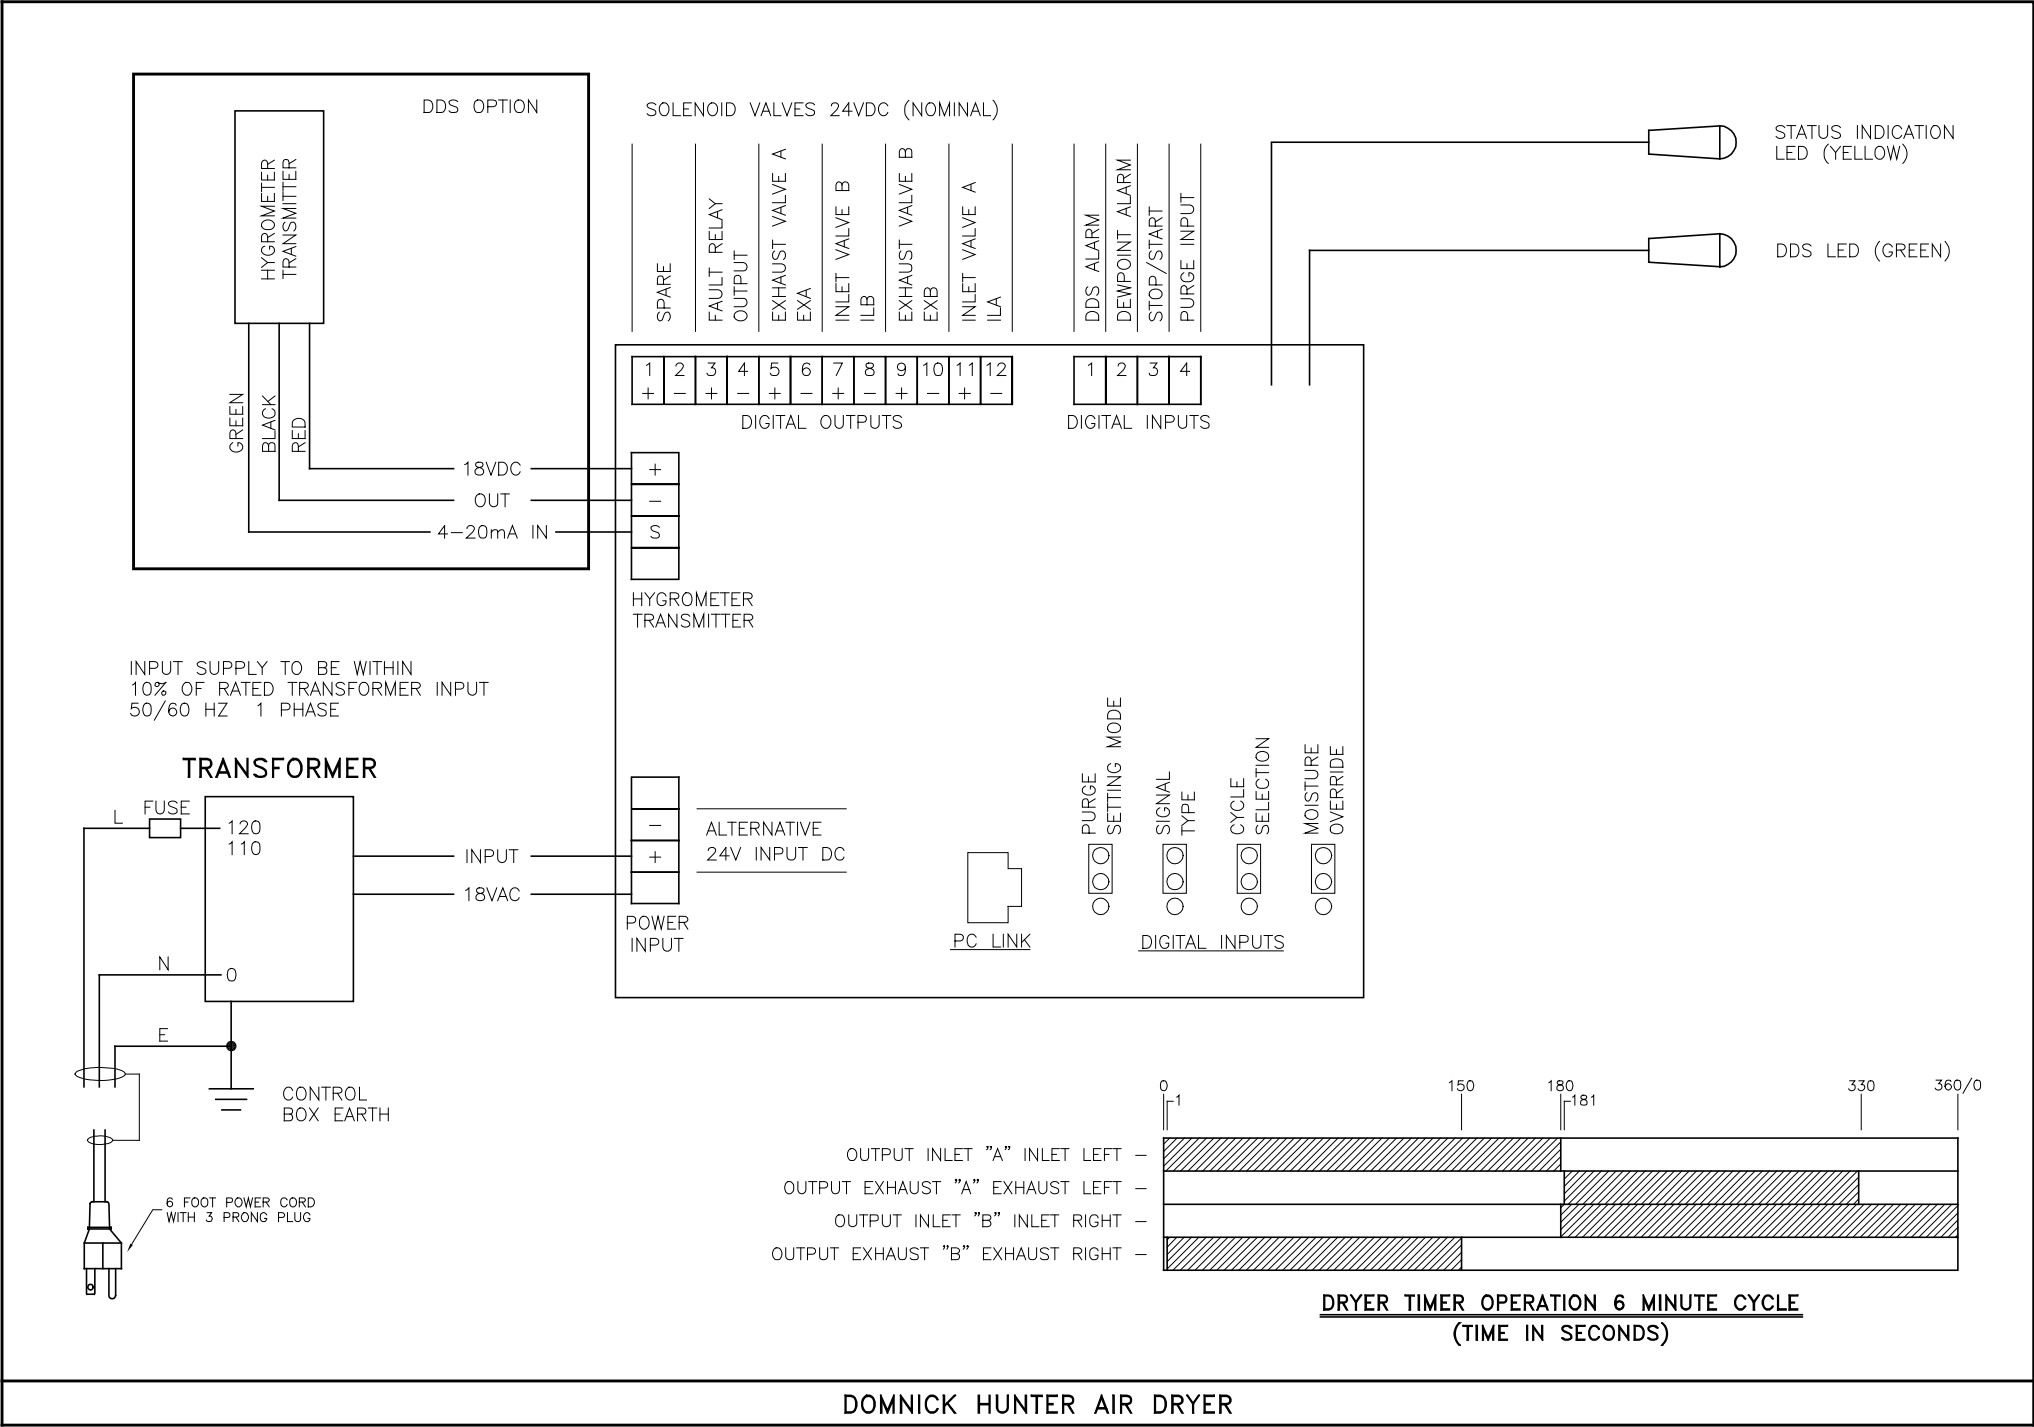 DDS OPTION
HYGROMETER
TRANSMITTER
GREEN
BLACK
RED
18VDC
OUT
4-20mA IN
SOLENOID VALVES 24VDC (NOMINAL)
SPARE
FAULT RELAY
OUTPUT
EXHAUST VALVE A
EXA
INLET VALVE B
ILB
EXHAUST VALVE B
EXB
INLET VALVE A
ILA
DDS ALARM
DEWPOINT ALARM
STOP/START
PURGE INPUT
STATUS INDICATION
LED (YELLOW)
DDS LED (GREEN)
1 2 3 4 5 6 7 8 9 10 11 12
+ - + - + - + - + - + -
DIGITAL OUTPUTS
1 2 3 4
DIGITAL INPUTS
+
-
S
HYGROMETER
TRANSMITTER
INPUT SUPPLY TO BE WITHIN
10% OF RATED TRANSFORMER INPUT
50/60 HZ 1 PHASE
TRANSFORMER
L
FUSE
120
110
N
0
E
CONTROL
BOX EARTH
6 FOOT POWER CORD
WITH 3 PRONG PLUG
INPUT
18VAC
-
+
ALTERNATIVE
24V INPUT DC
POWER
INPUT
PC LINK
PURGE
SETTING MODE
SIGNAL
TYPE
CYCLE
SELECTION
MOISTURE
OVERRIDE
DIGITAL INPUTS
0 150 180 330 360/0
1 181
OUTPUT INLET "A" INLET LEFT -
OUTPUT EXHAUST "A" EXHAUST LEFT -
OUTPUT INLET "B" INLET RIGHT -
OUTPUT EXHAUST "B" EXHAUST RIGHT -
DRYER TIMER OPERATION 6 MINUTE CYCLE
(TIME IN SECONDS)
DOMNICK HUNTER AIR DRYER